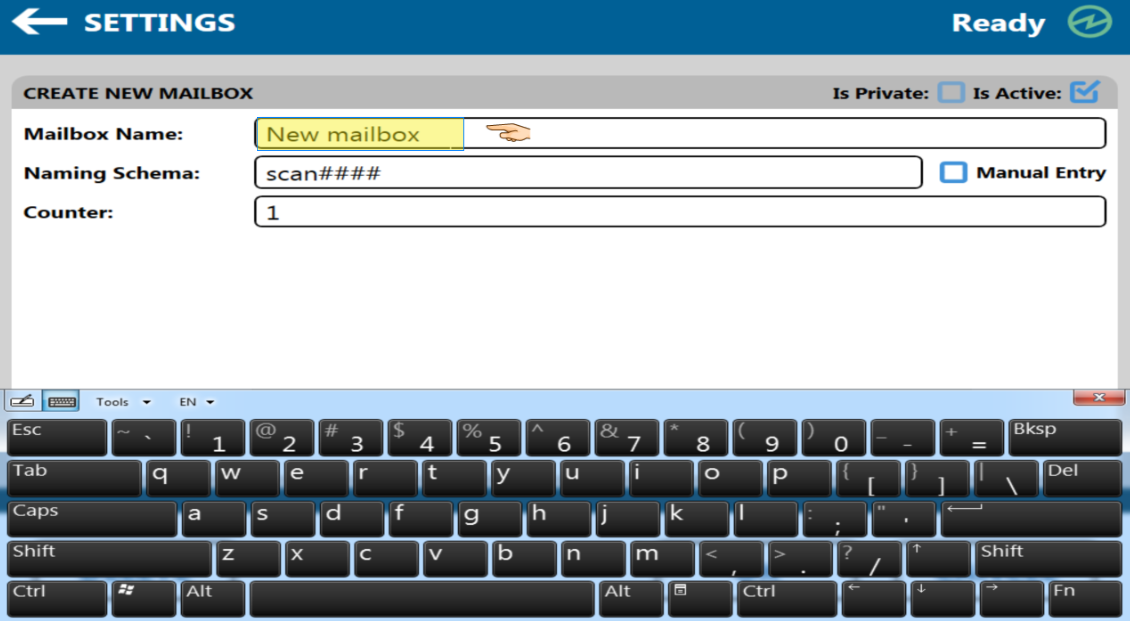 SETTINGS Ready
CREATE NEW MAILBOX Is Private: Is Active:
Mailbox Name: New mailbox
Naming Schema: scan#### Manual Entry
Counter: 1
Tools EN
Esc ~ ` ! 1 @ 2 # 3 $ 4 % 5 ^ 6 & 7 * 8 ( 9 ) 0 _ - + = Bksp
Tab q w e r t y u i o p { [ } ] | \ Del
Caps a s d f g h j k l : ; " '
Shift z x c v b n m < , > . ? / ↑ Shift
Ctrl Alt Alt Ctrl ← ↓ → Fn